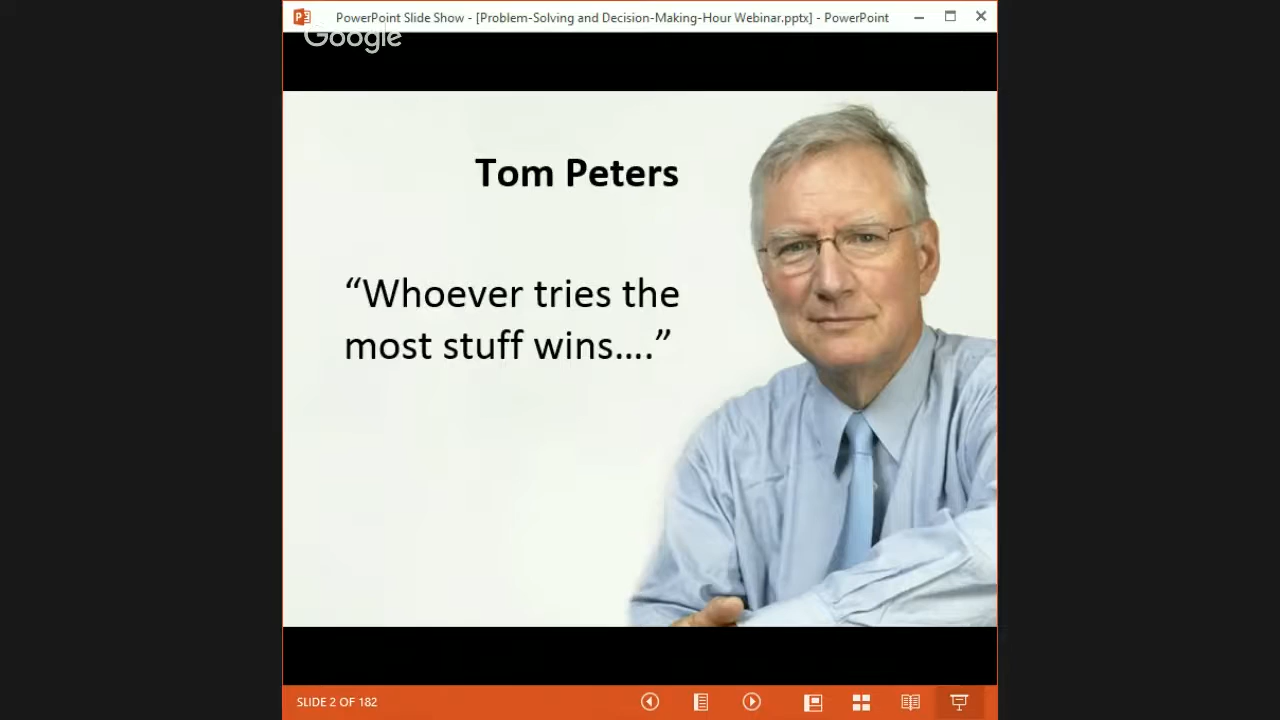 PowerPoint Slide Show - [Problem-Solving and Decision-Making-Hour Webinar.pptx] - PowerPoint
Google
Tom Peters
“Whoever tries the
most stuff wins....”
SLIDE 2 OF 182